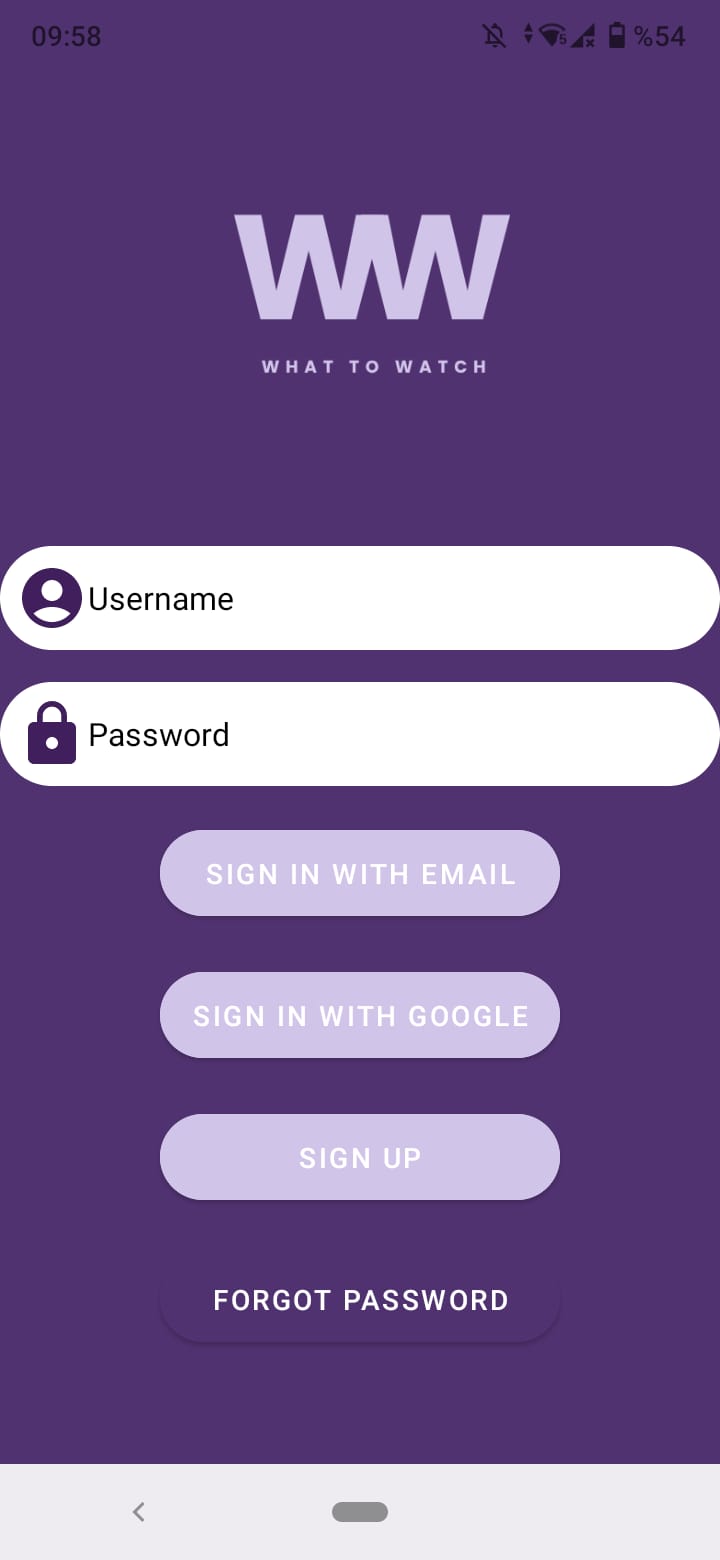 09:58
5 %54
WW
WHAT TO WATCH
Username
Password
SIGN IN WITH EMAIL
SIGN IN WITH GOOGLE
SIGN UP
FORGOT PASSWORD